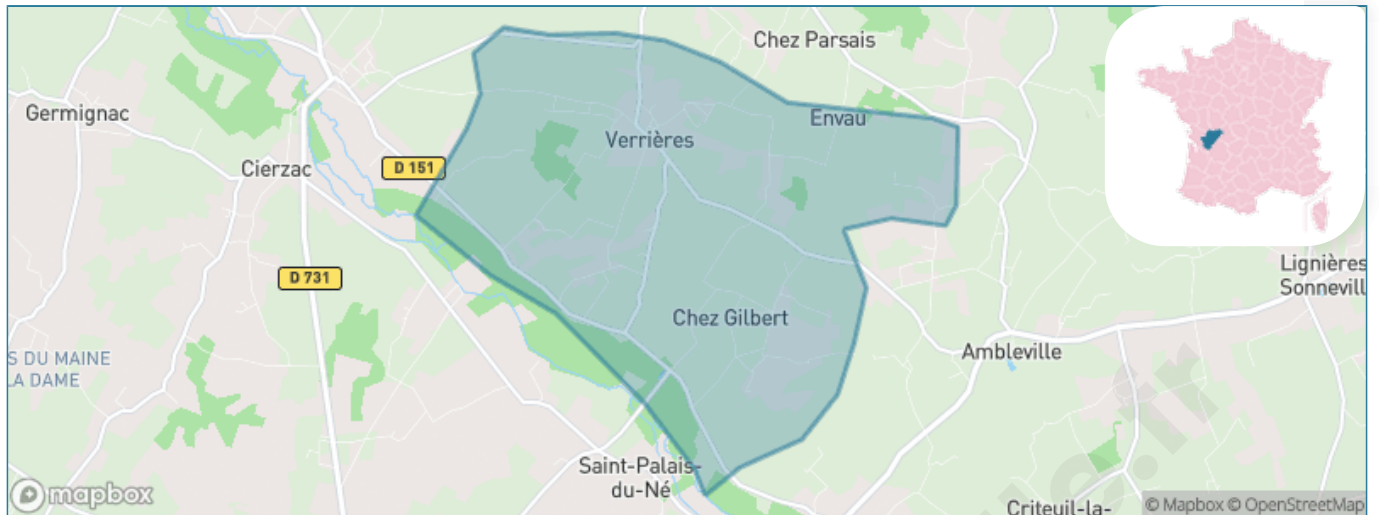 Chez Parsais
Germignac
Envau
Verrières
D 151
Cierzac
Lignières
Sonnevill
D 731
Chez Gilbert
S DU MAINE
LA DAME
Ambleville
Saint-Palais-
du-Né
mapbox
Criteuil-la-
© Mapbox © OpenStreetMap